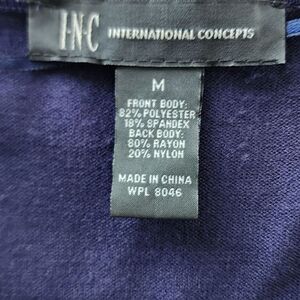 I·N·C INTERNATIONAL CONCEPTS
M
FRONT BODY:
82% POLYESTER
18% SPANDEX
BACK BODY:
80% RAYON
20% NYLON
MADE IN CHINA
WPL 8046